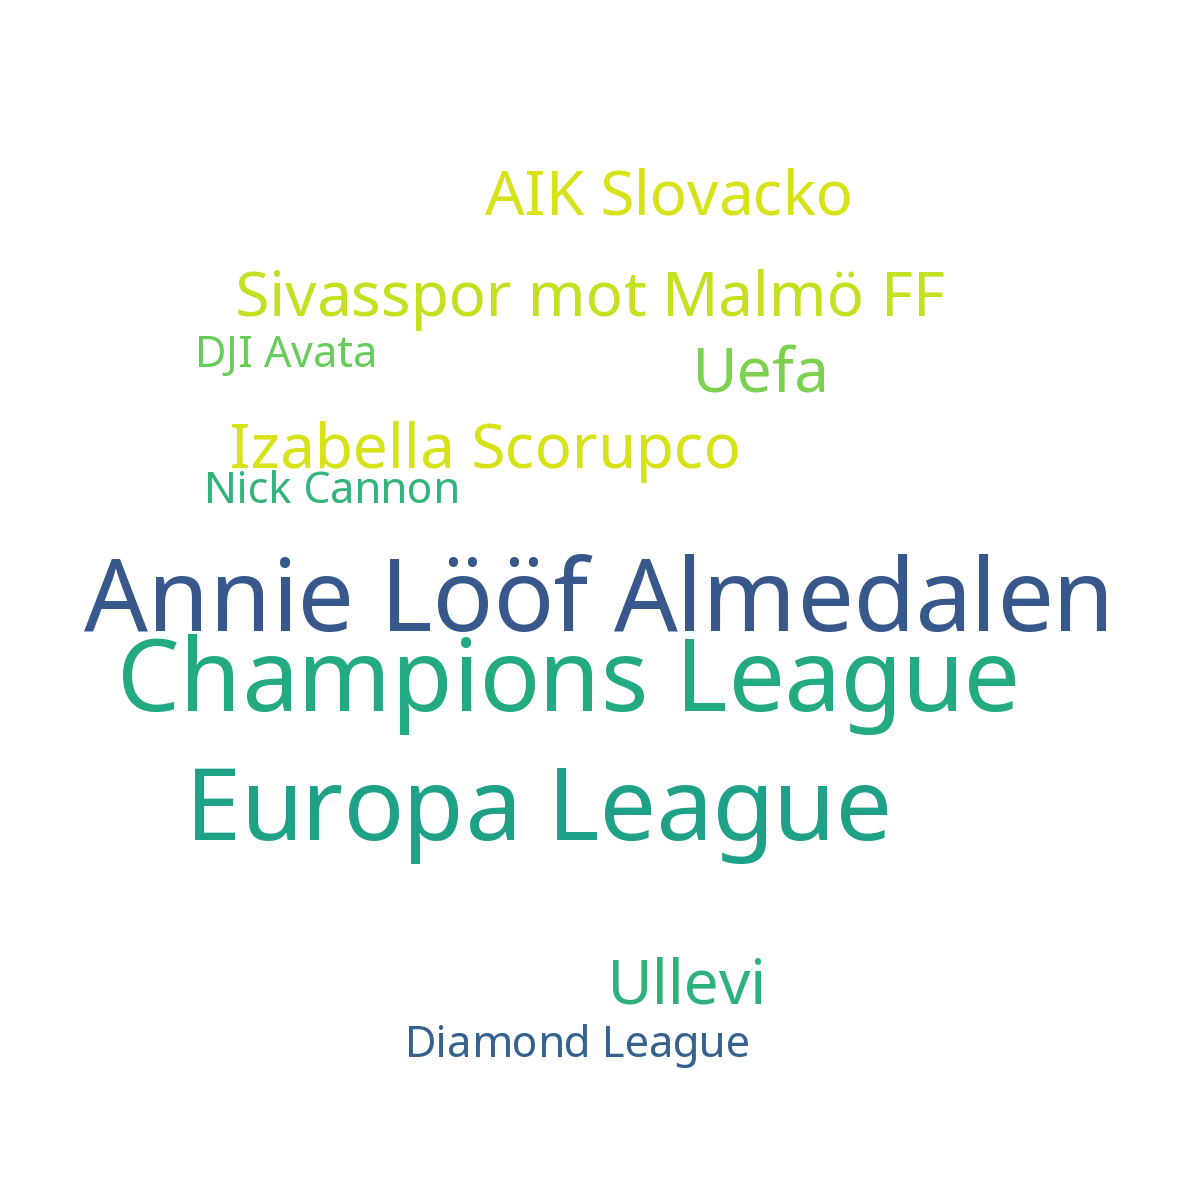 AIK Slovacko
Sivasspor mot Malmö FF
DJI Avata
Uefa
Izabella Scorupco
Nick Cannon
Annie Lööf Almedalen
Champions League
Europa League
Ullevi
Diamond League